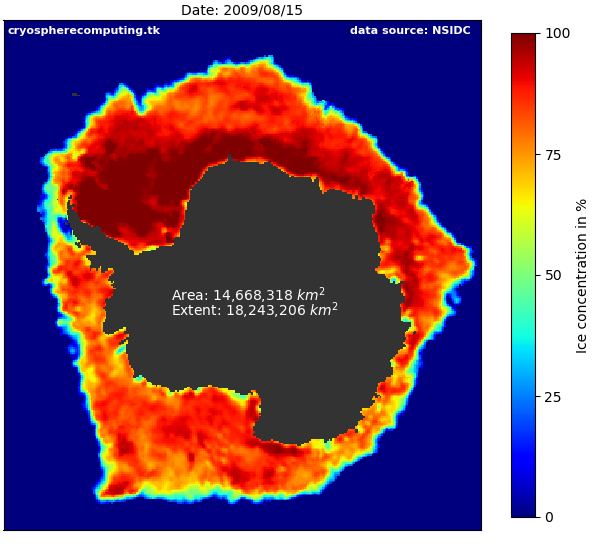 Date: 2009/08/15
cryospherecomputing.tk
data source: NSIDC
100
75
50
25
0
Ice concentration in %
Area: 14,668,318 km²
Extent: 18,243,206 km²